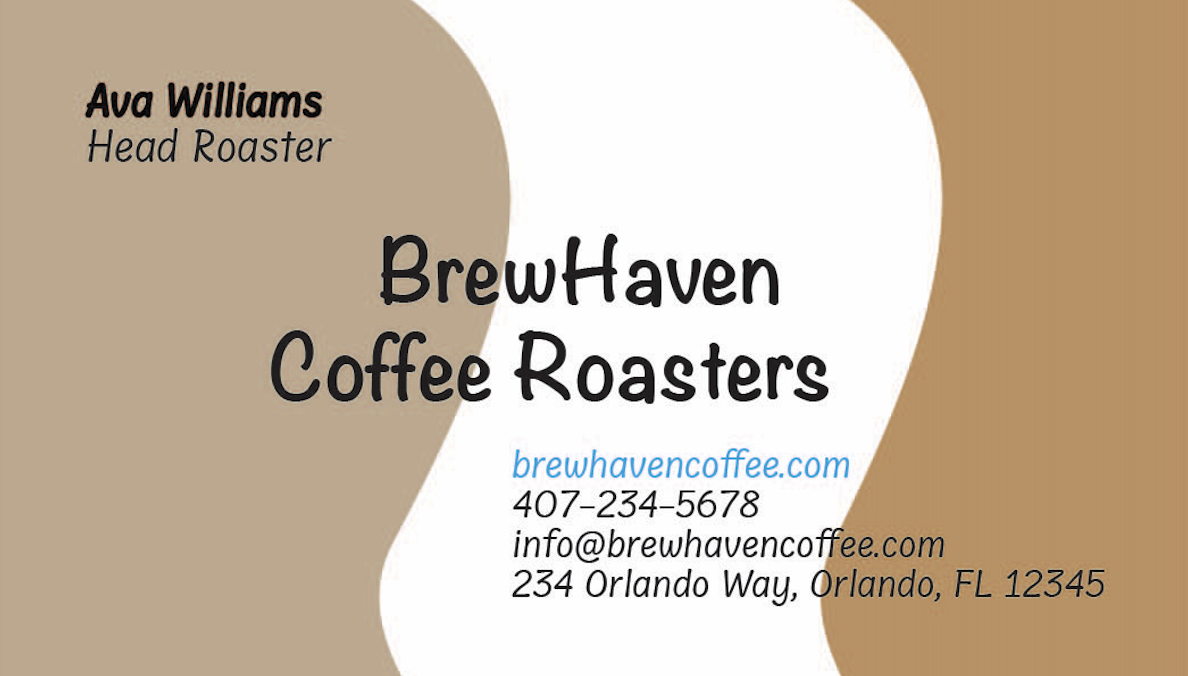 Ava Williams
Head Roaster
BrewHaven
Coffee Roasters
brewhavencoffee.com
407-234-5678
info@brewhavencoffee.com
234 Orlando Way, Orlando, FL 12345